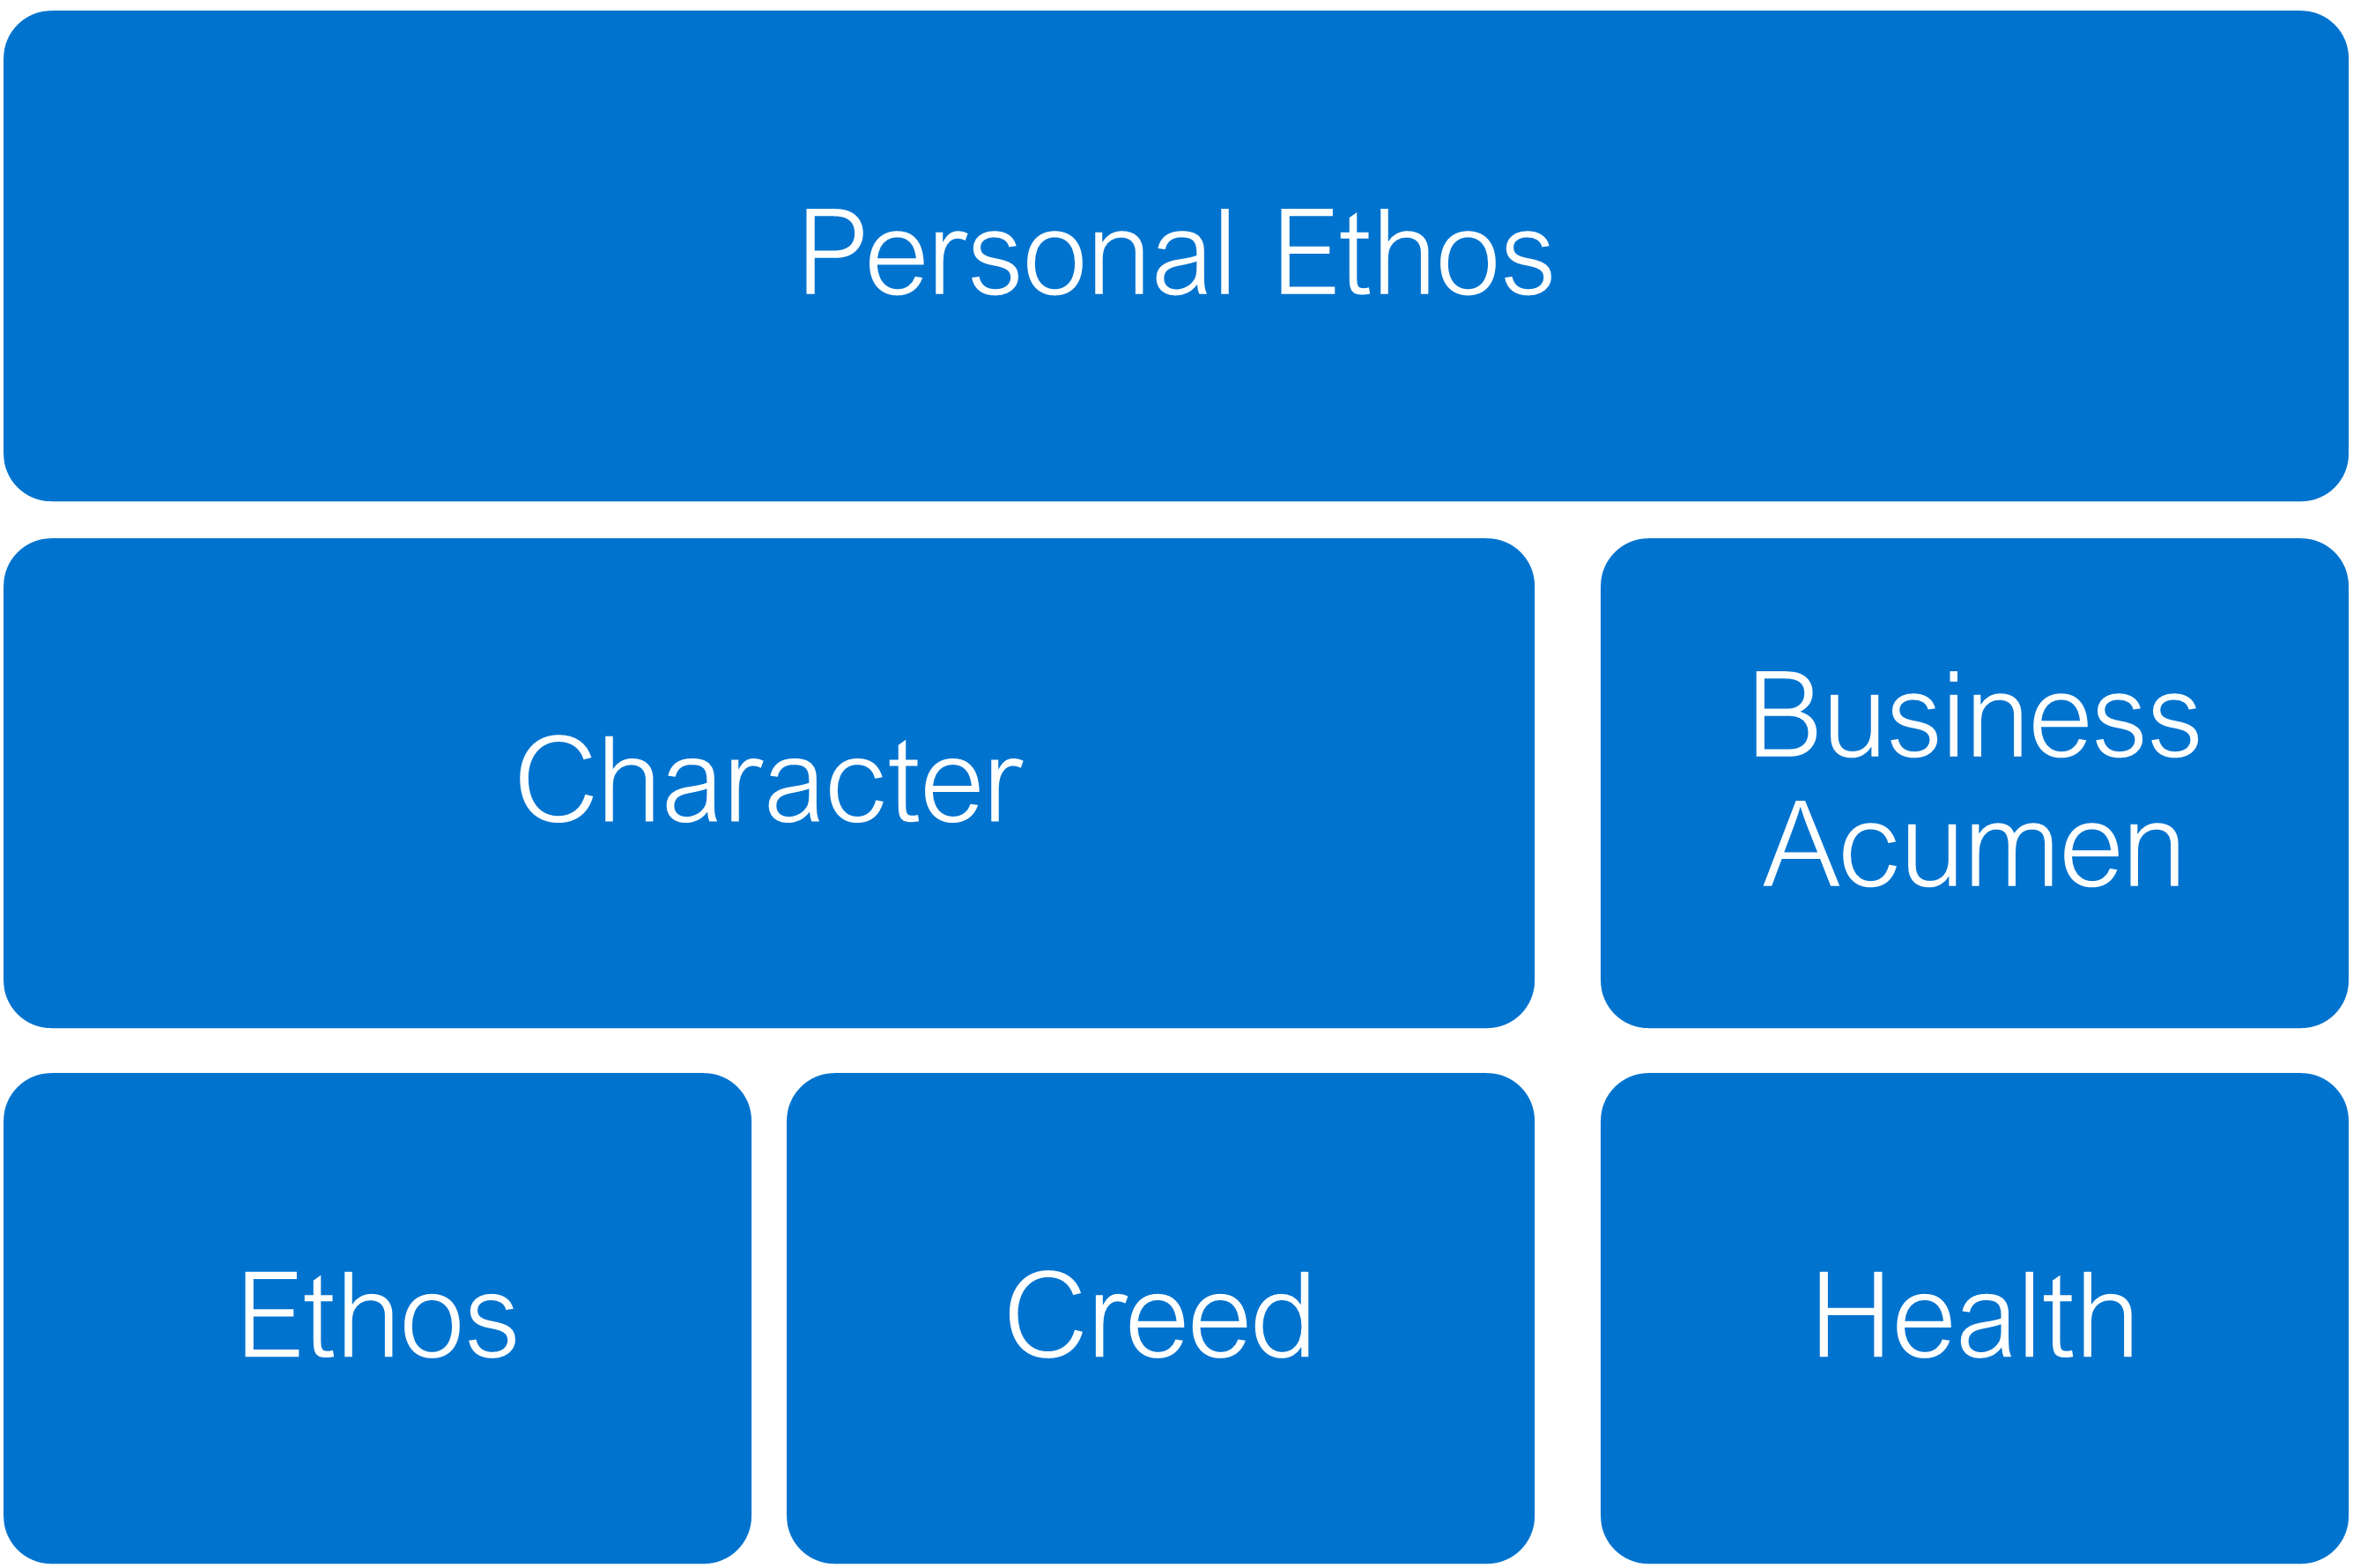 Personal Ethos
Character
Business
Acumen
Ethos
Creed
Health